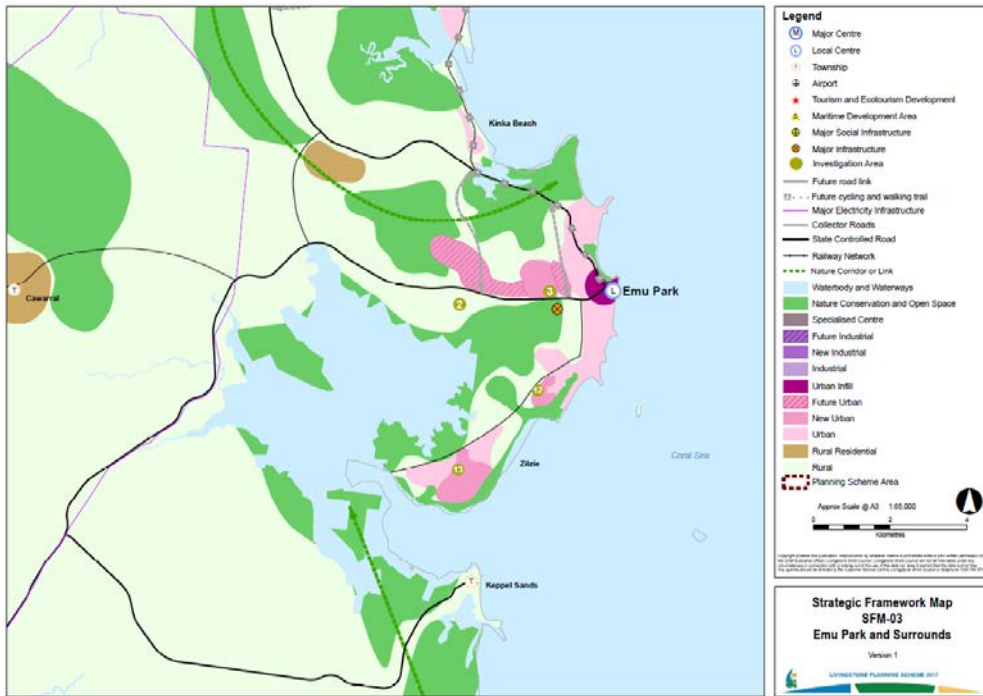 Kinka Beach
T
Cawarral
2
3
L
Emu Park
12
13
Zilzie
Coral Sea
T
Keppel Sands
Legend
M Major Centre
L Local Centre
T Township
Airport
Tourism and Ecotourism Development
Maritime Development Area
Major Social Infrastructure
Major Infrastructure
Investigation Area
Future road link
Future cycling and walking trail
Major Electricity Infrastructure
Collector Roads
State Controlled Road
Railway Network
Nature Corridor or Link
Waterbody and Waterways
Nature Conservation and Open Space
Specialised Centre
Future Industrial
New Industrial
Industrial
Urban Infill
Future Urban
New Urban
Urban
Rural Residential
Rural
Planning Scheme Area
Approx Scale @ A3 1:65,000
0 2 4
Kilometres
Strategic Framework Map
SFM-03
Emu Park and Surrounds
Version 1
LIVINGSTONE PLANNING SCHEME 2017